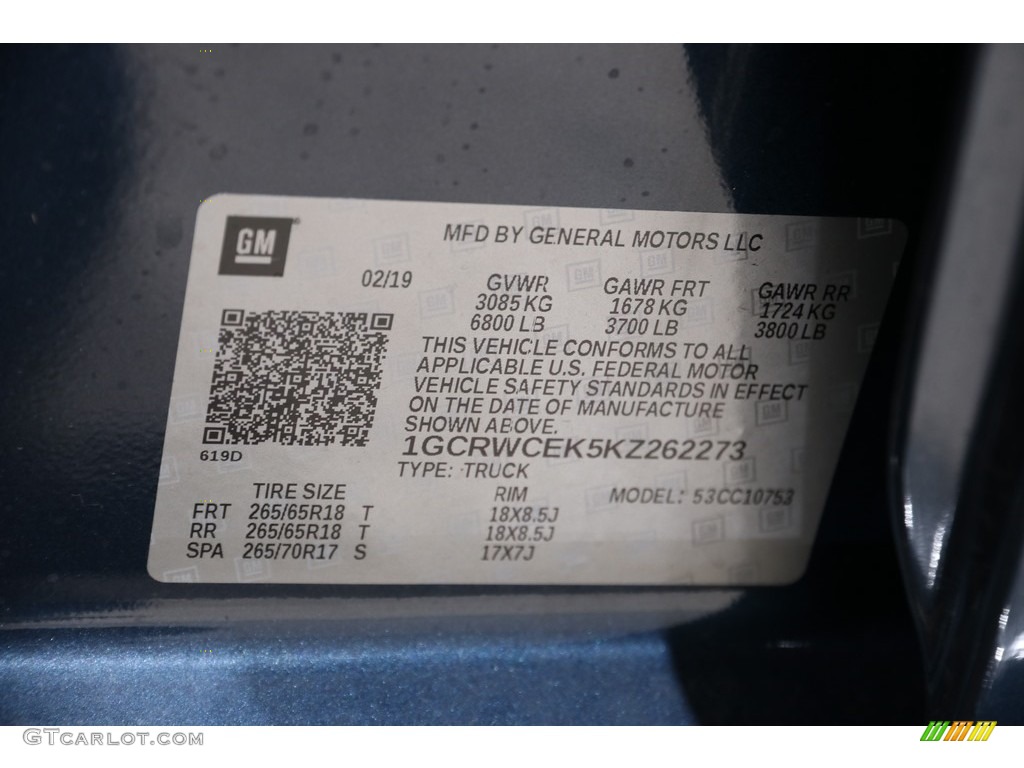 GM
MFD BY GENERAL MOTORS LLC
02/19
GVWR GAWR FRT GAWR RR
3085 KG 1678 KG 1724 KG
6800 LB 3700 LB 3800 LB
THIS VEHICLE CONFORMS TO ALL
APPLICABLE U.S. FEDERAL MOTOR
VEHICLE SAFETY STANDARDS IN EFFECT
ON THE DATE OF MANUFACTURE
SHOWN ABOVE.
619D
1GCRWCEK5KZ262273
TYPE: TRUCK
TIRE SIZE RIM MODEL: 53CC10753
FRT 265/65R18 T 18X8.5J
RR 265/65R18 T 18X8.5J
SPA 265/70R17 S 17X7J
GTCarlot.com